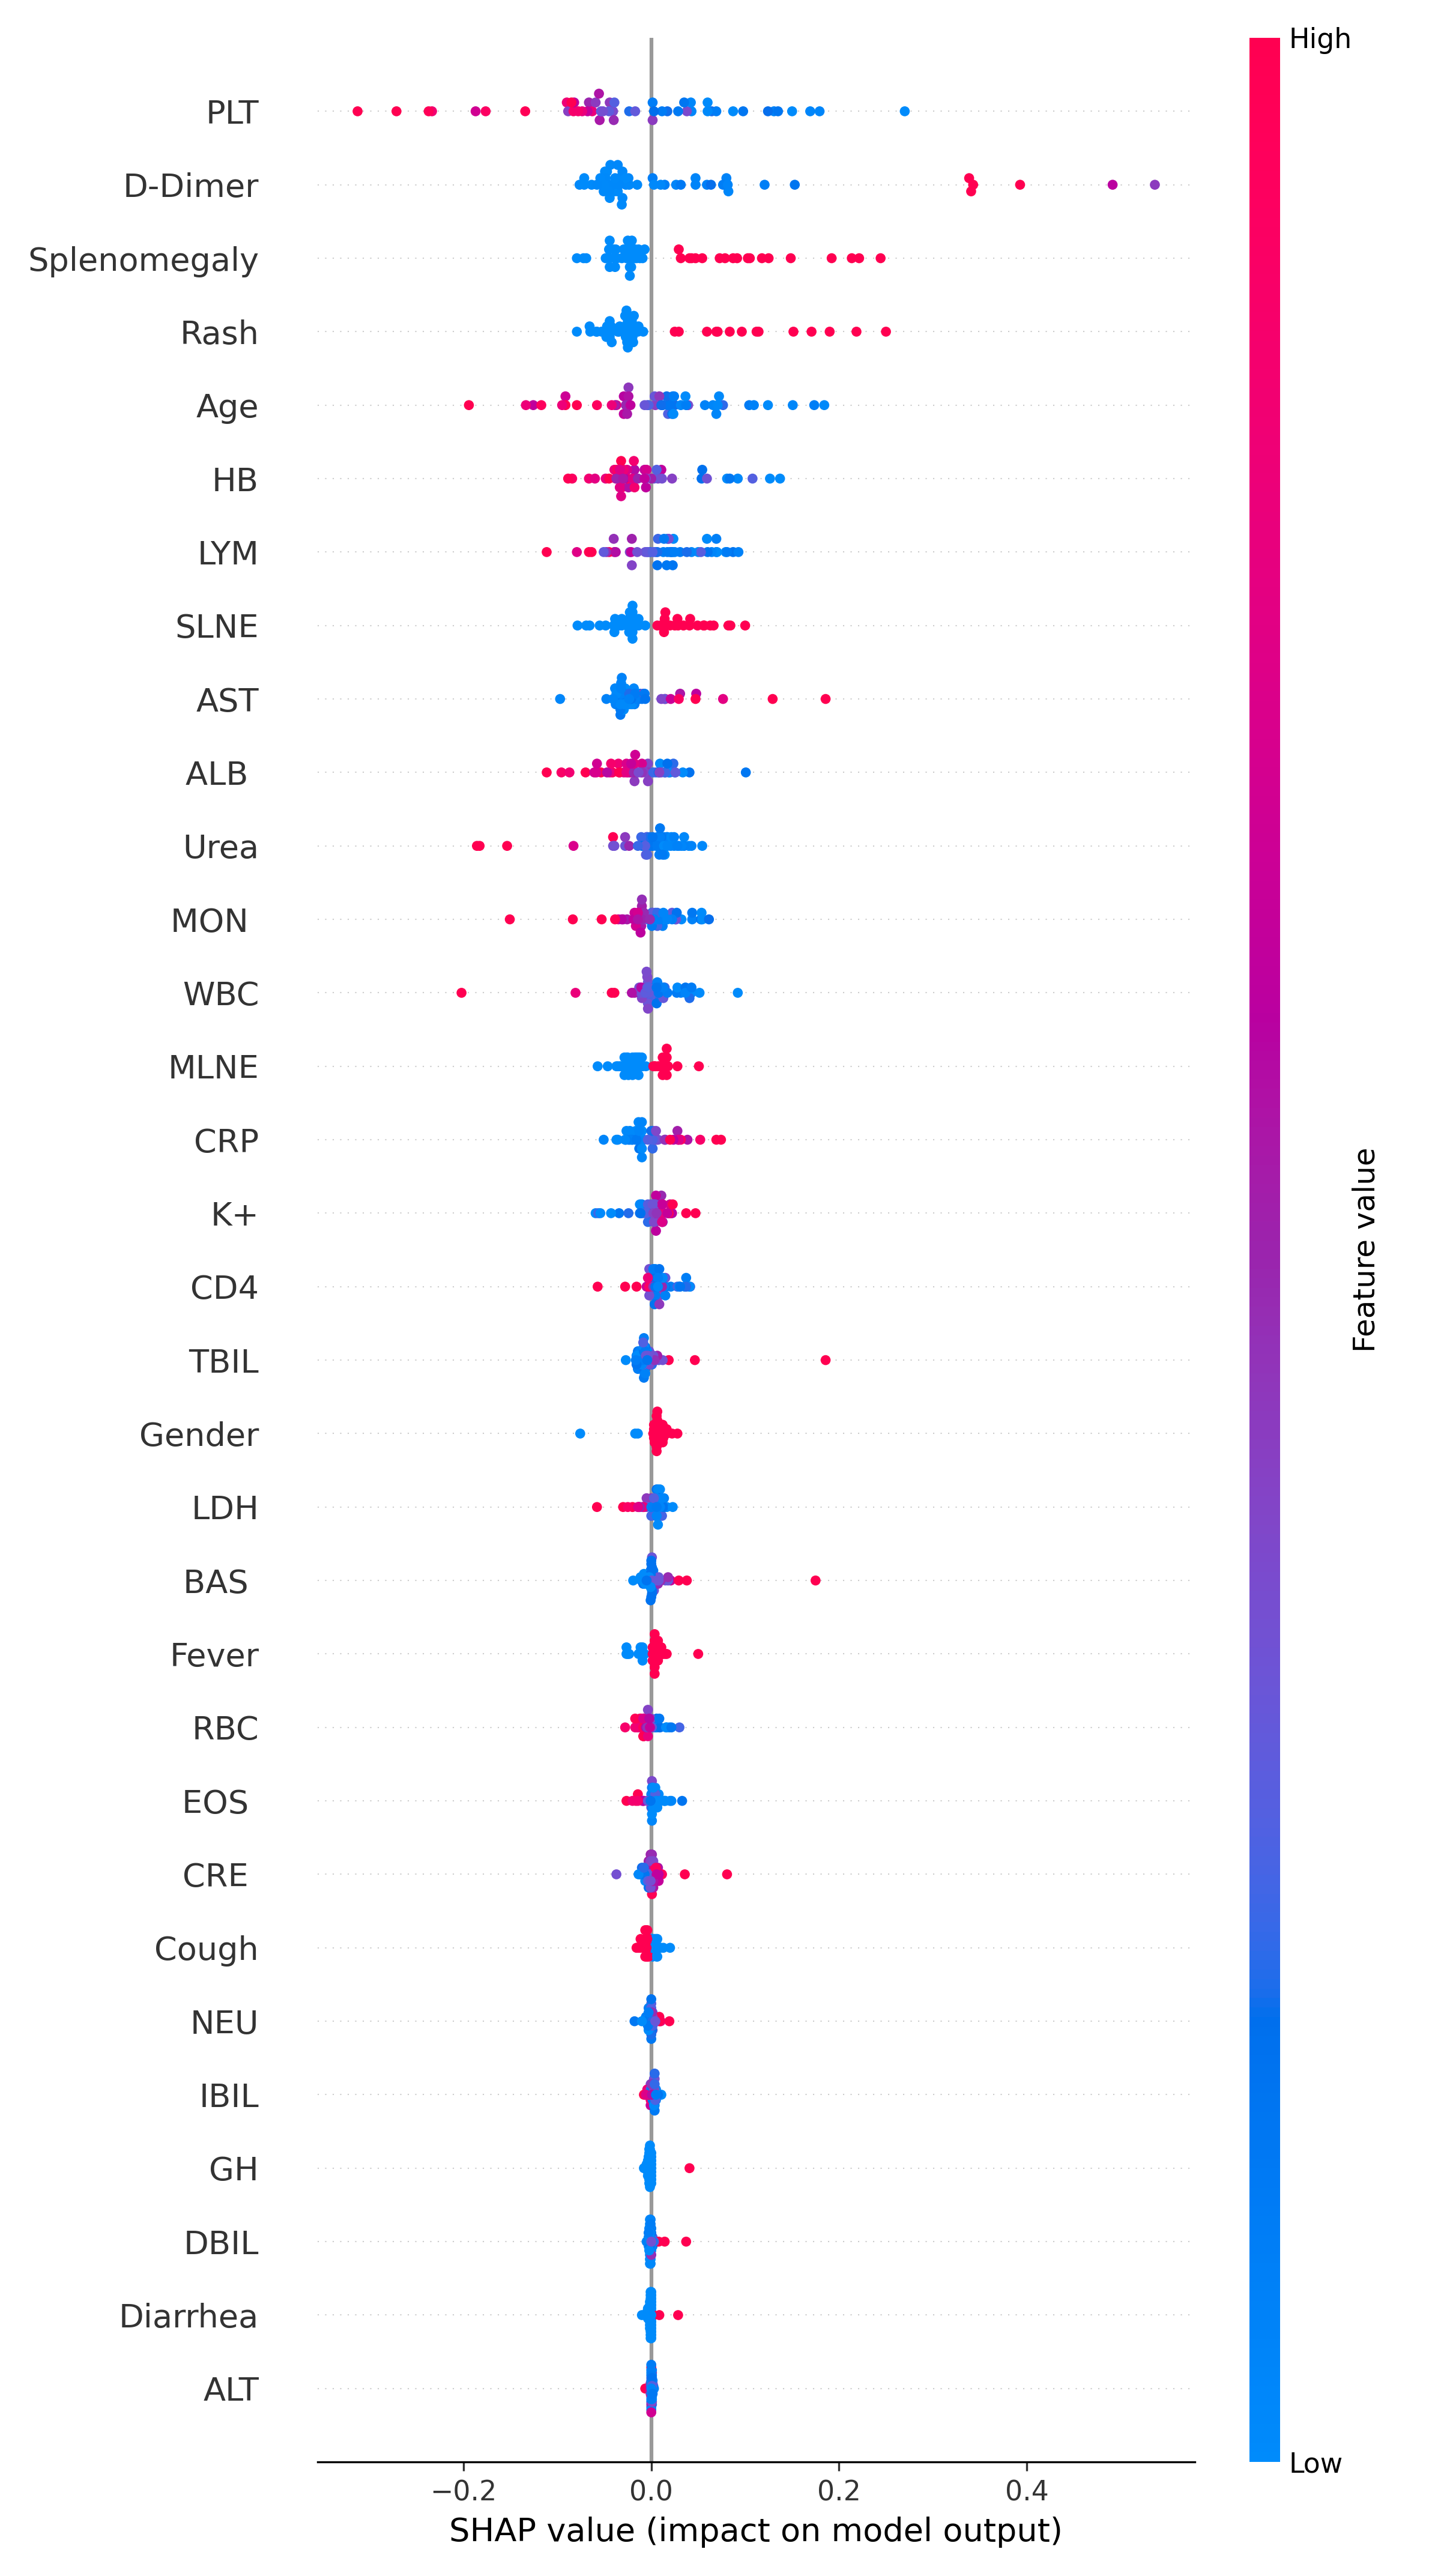 High
PLT
D-Dimer
Splenomegaly
Rash
Age
HB
LYM
SLNE
AST
ALB
Urea
MON
WBC
MLNE
CRP
K+
CD4
TBIL
Gender
LDH
BAS
Fever
RBC
EOS
CRE
Cough
NEU
IBIL
GH
DBIL
Diarrhea
ALT
Feature value
Low
−0.2 0.0 0.2 0.4
SHAP value (impact on model output)